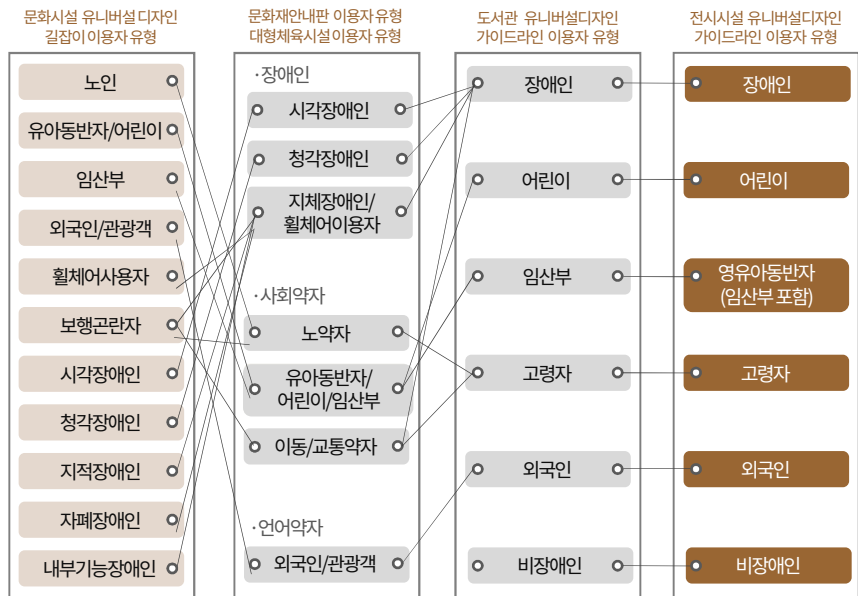 문화시설 유니버설디자인
길잡이 이용자 유형
노인
유아동반자/어린이
임산부
외국인/관광객
휠체어사용자
보행곤란자
시각장애인
청각장애인
지적장애인
자폐장애인
내부기능장애인
문화재안내판 이용자 유형
대형체육시설 이용자 유형
·장애인
시각장애인
청각장애인
지체장애인/
휠체어이용자
·사회약자
노약자
유아동반자/
어린이/임산부
이동/교통약자
·언어약자
외국인/관광객
도서관 유니버설디자인
가이드라인 이용자 유형
장애인
어린이
임산부
고령자
외국인
비장애인
전시시설 유니버설디자인
가이드라인 이용자 유형
장애인
어린이
영유아동반자
(임산부 포함)
고령자
외국인
비장애인